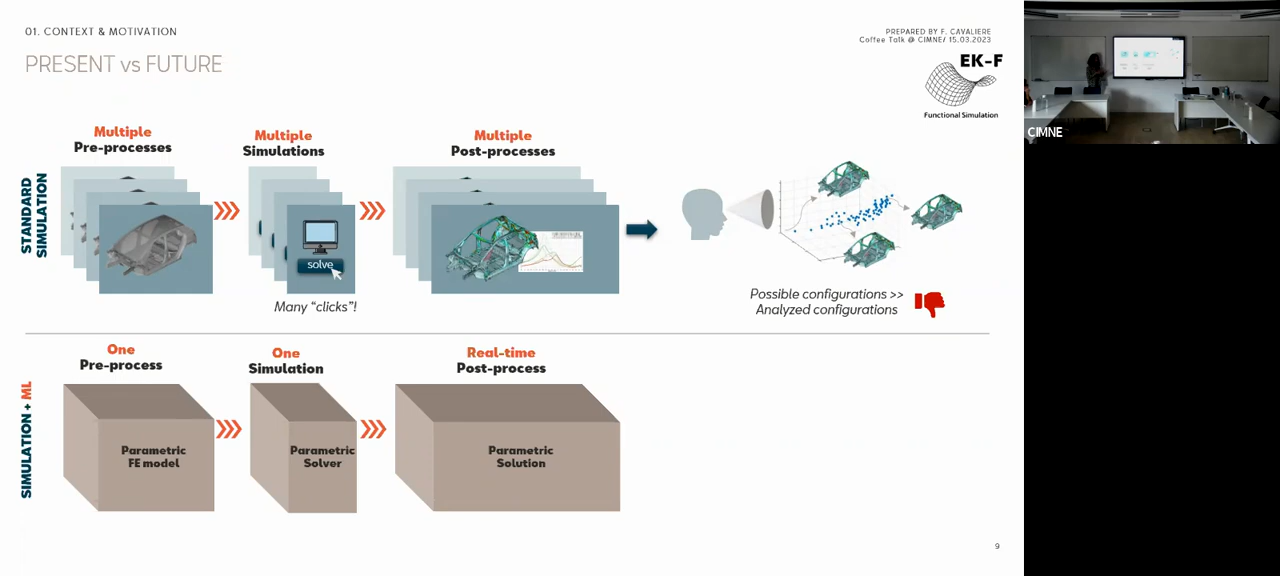 01. CONTEXT & MOTIVATION
PREPARED BY F. CAVALIERE
Coffee Talk @ CIMNE/ 15.03.2023
PRESENT vs FUTURE
EK-F
Functional Simulation
CIMNE
STANDARD
SIMULATION
Multiple
Pre-processes
Multiple
Simulations
Multiple
Post-processes
solve
Many “clicks”!
Possible configurations >>
Analyzed configurations
SIMULATION + ML
One
Pre-process
One
Simulation
Real-time
Post-process
Parametric
FE model
Parametric
Solver
Parametric
Solution
9